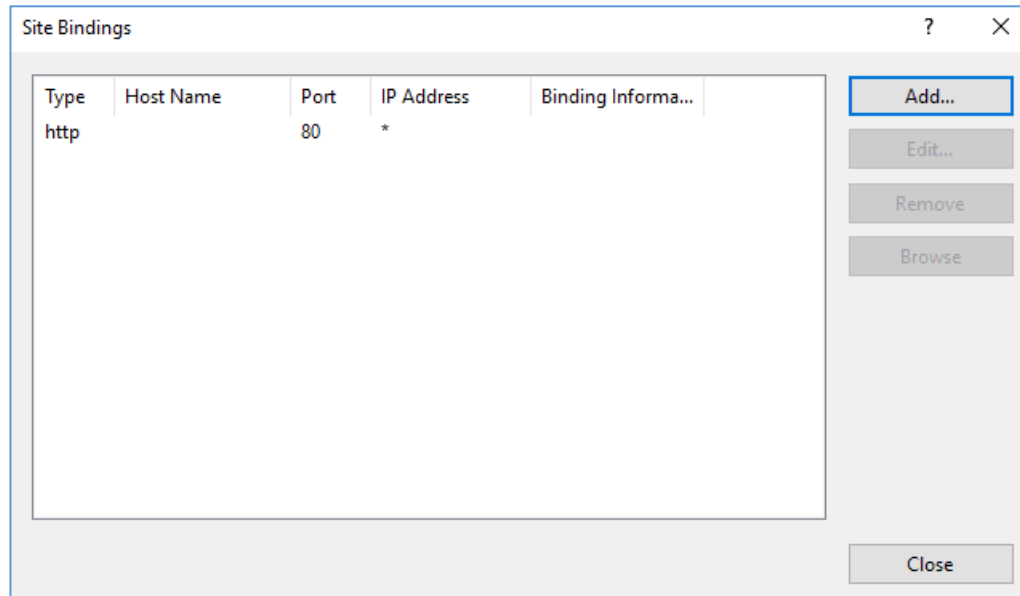 Site Bindings ? ×
Type Host Name Port IP Address Binding Informa...
http 80 *
Add...
Edit...
Remove
Browse
Close